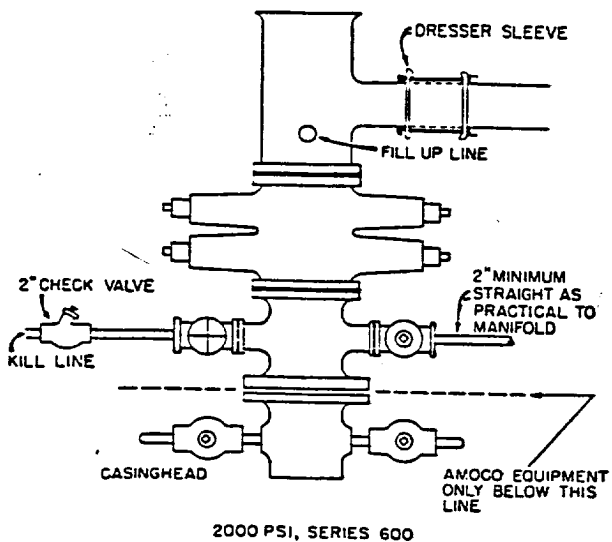 DRESSER SLEEVE
FILL UP LINE
2" CHECK VALVE
KILL LINE
2" MINIMUM
STRAIGHT AS
PRACTICAL TO
MANIFOLD
CASINGHEAD
AMOCO EQUIPMENT
ONLY BELOW THIS
LINE
2000 PSI, SERIES 600